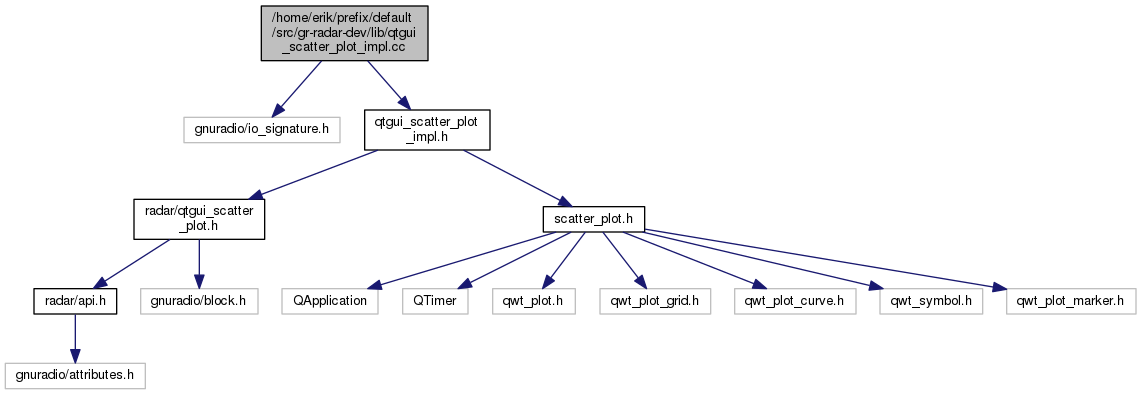 /home/erik/prefix/default
/src/gr-radar-dev/lib/qtgui
_scatter_plot_impl.cc
gnuradio/io_signature.h
qtgui_scatter_plot
_impl.h
radar/qtgui_scatter
_plot.h
scatter_plot.h
radar/api.h
gnuradio/block.h
QApplication
QTimer
qwt_plot.h
qwt_plot_grid.h
qwt_plot_curve.h
qwt_symbol.h
qwt_plot_marker.h
gnuradio/attributes.h